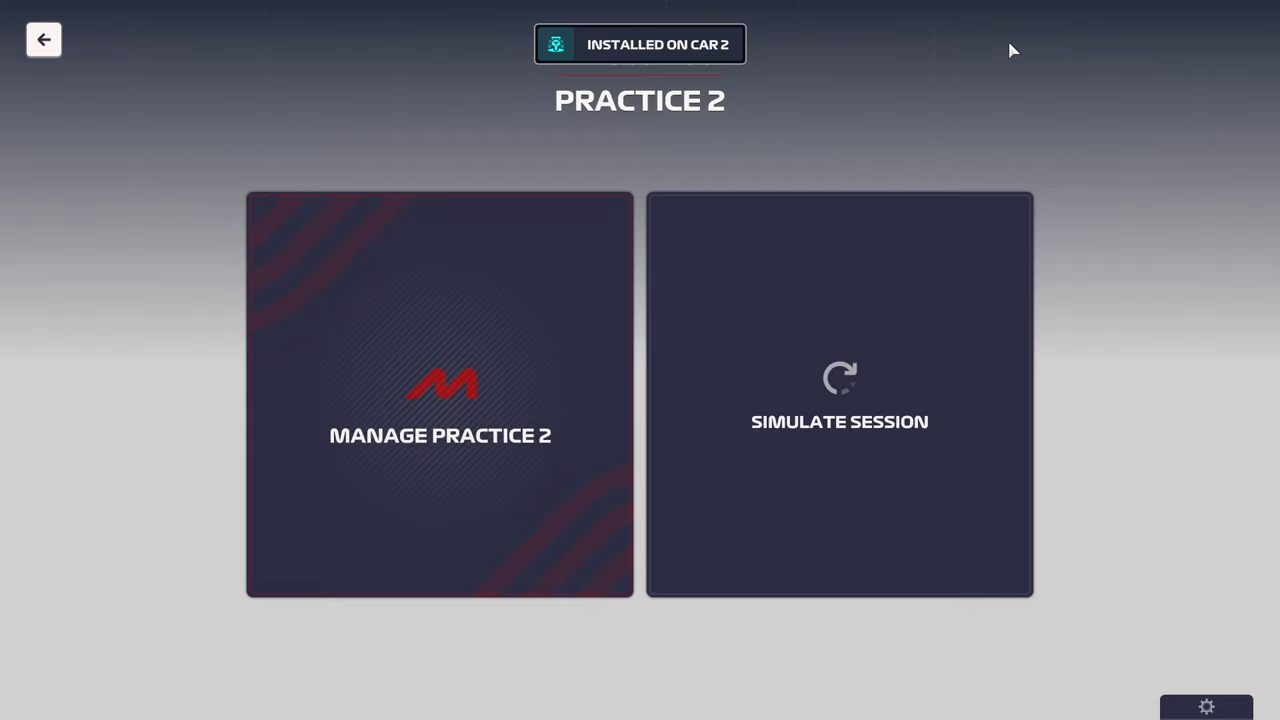 INSTALLED ON CAR 2
PRACTICE 2
MANAGE PRACTICE 2
SIMULATE SESSION